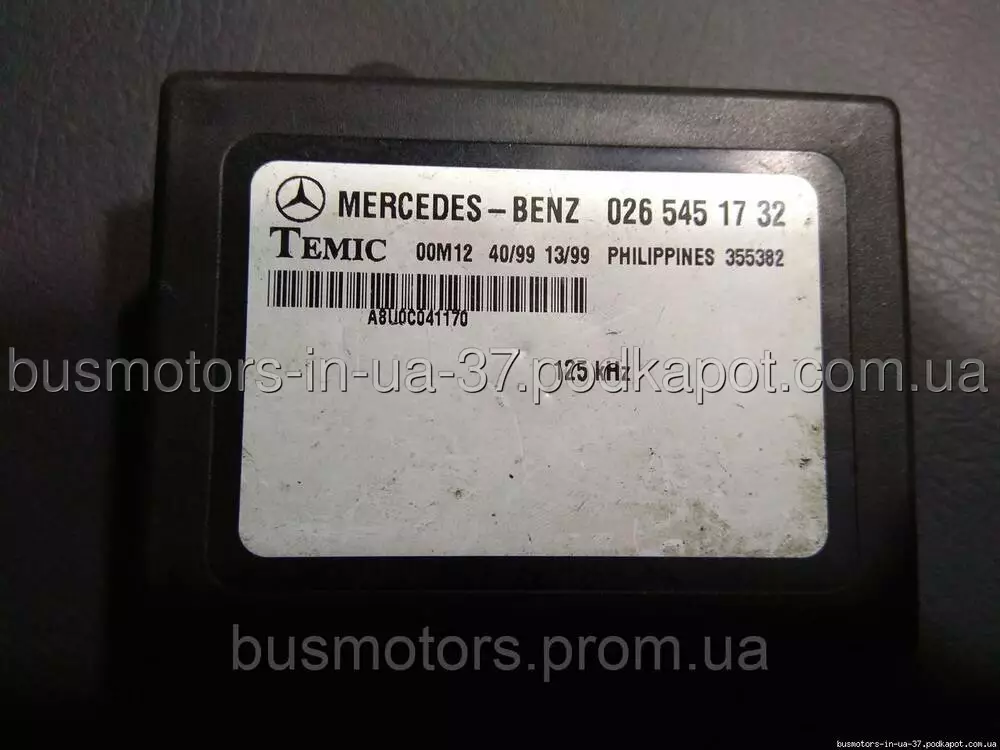 MERCEDES-BENZ 026 545 17 32
TEMIC 00M12 40/99 13/99 PHILIPPINES 355382
A8U0C041170
busmotors-in-ua-37.podkapot.com.ua
125 kHz
busmotors.prom.ua
busmotors-in-ua-37.podkapot.com.ua